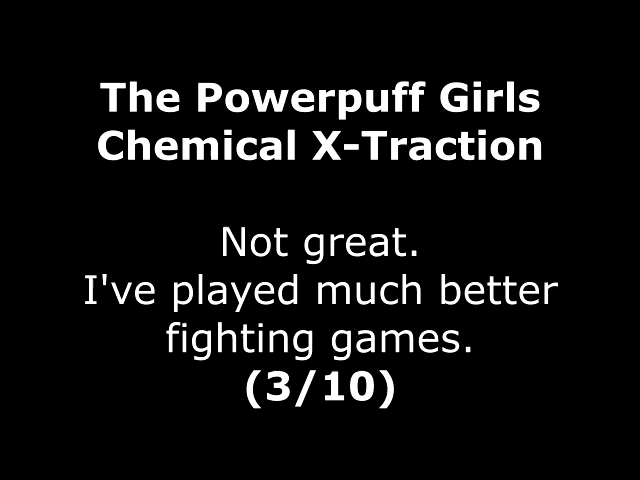 The Powerpuff Girls
Chemical X-Traction
Not great.
I've played much better
fighting games.
(3/10)